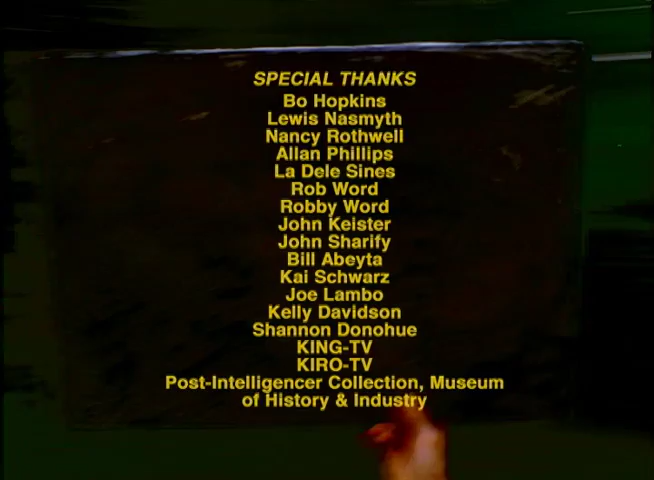 SPECIAL THANKS
Bo Hopkins
Lewis Nasmyth
Nancy Rothwell
Allan Phillips
La Dele Sines
Rob Word
Robby Word
John Keister
John Sharify
Bill Abeyta
Kai Schwarz
Joe Lambo
Kelly Davidson
Shannon Donohue
KING-TV
KIRO-TV
Post-Intelligencer Collection, Museum
of History & Industry